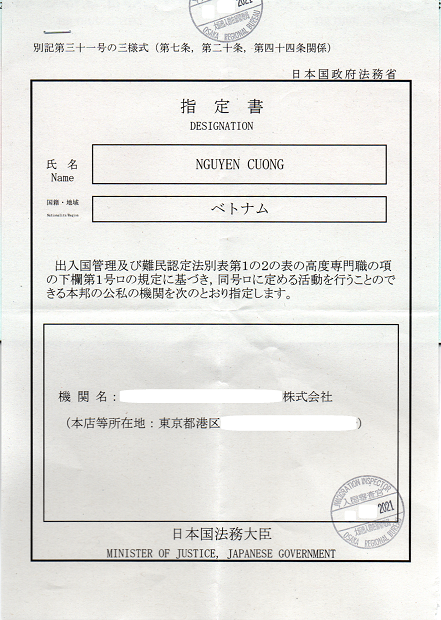 別記第三十一号の三様式（第七条，第二十条，第四十四条関係）
日本国政府法務省
指定書
DESIGNATION
氏名
Name
NGUYEN CUONG
国籍・地域
Nationality/Region
ベトナム
出入国管理及び難民認定法別表第1の2の表の高度専門職の項
の下欄第1号ロの規定に基づき，同号ロに定める活動を行うことので
きる本邦の公私の機関を次のとおり指定します。
機関名： 株式会社
（本店等所在地：東京都港区 ）
IMMIGRATION INSPECTOR
入国審査官
2021
OSAKA REGIONAL BUREAU
日本国法務大臣
MINISTER OF JUSTICE, JAPANESE GOVERNMENT